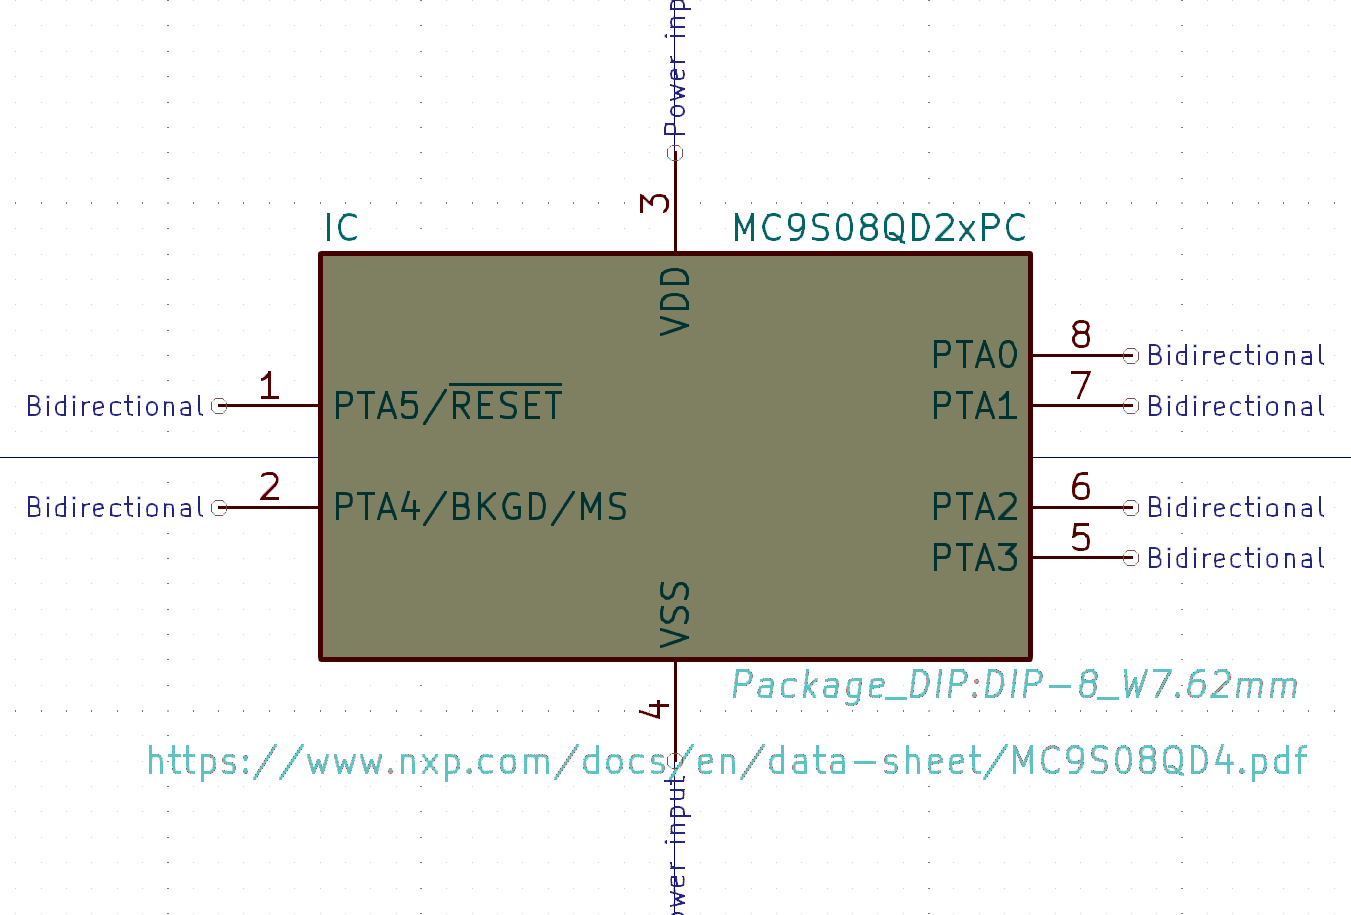 Power inp
3
IC
MC9S08QD2xPC
VDD
8
PTA0
Bidirectional
1
7
Bidirectional
PTA5/RESET
PTA1
Bidirectional
2
6
Bidirectional
PTA4/BKGD/MS
PTA2
Bidirectional
5
PTA3
Bidirectional
VSS
Package_DIP:DIP-8_W7.62mm
4
https://www.nxp.com/docs/en/data-sheet/MC9S08QD4.pdf
ower input